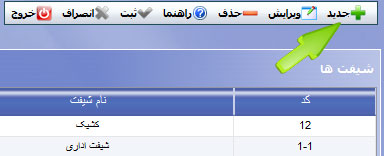 جدید ویرایش حذف راهنما ثبت انصراف خروج
شیفت ها
کد نام شیفت
12 کشیک
1-1 شیفت اداری